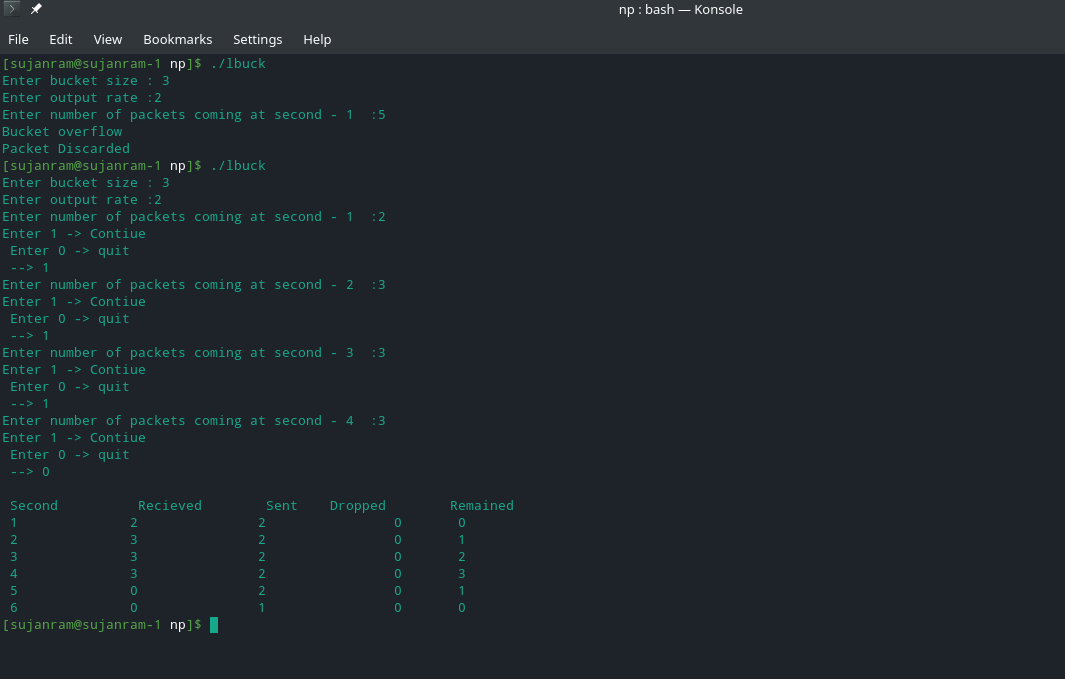 np : bash — Konsole
File Edit View Bookmarks Settings Help
[sujanram@sujanram-1 np]$ ./lbuck
Enter bucket size : 3
Enter output rate :2
Enter number of packets coming at second - 1  :5
Bucket overflow
Packet Discarded
[sujanram@sujanram-1 np]$ ./lbuck
Enter bucket size : 3
Enter output rate :2
Enter number of packets coming at second - 1  :2
Enter 1 -> Contiue
 Enter 0 -> quit
 --> 1
Enter number of packets coming at second - 2  :3
Enter 1 -> Contiue
 Enter 0 -> quit
 --> 1
Enter number of packets coming at second - 3  :3
Enter 1 -> Contiue
 Enter 0 -> quit
 --> 1
Enter number of packets coming at second - 4  :3
Enter 1 -> Contiue
 Enter 0 -> quit
 --> 0
 Second          Recieved        Sent    Dropped        Remained
 1              2               2                0       0
 2              3               2                0       1
 3              3               2                0       2
 4              3               2                0       3
 5              0               2                0       1
 6              0               1                0       0
[sujanram@sujanram-1 np]$